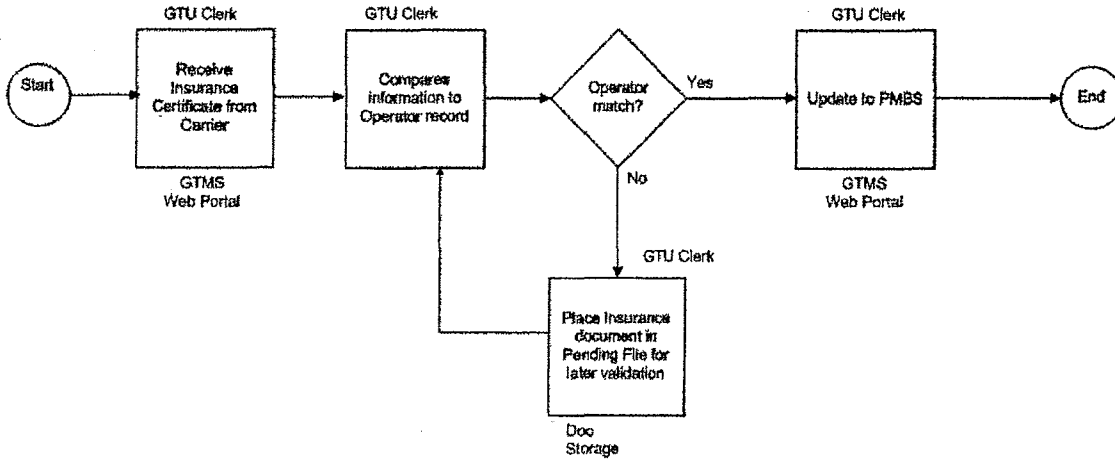 GTU Clerk
GTU Clerk
GTU Clerk
Start
Receive
Insurance
Certificate from
Carrier
Compares
information to
Operator record
Operator
match?
Yes
Update to PMBS
End
GTMS
Web Portal
No
GTMS
Web Portal
GTU Clerk
Place Insurance
document in
Pending File for
later validation
Doc
Storage